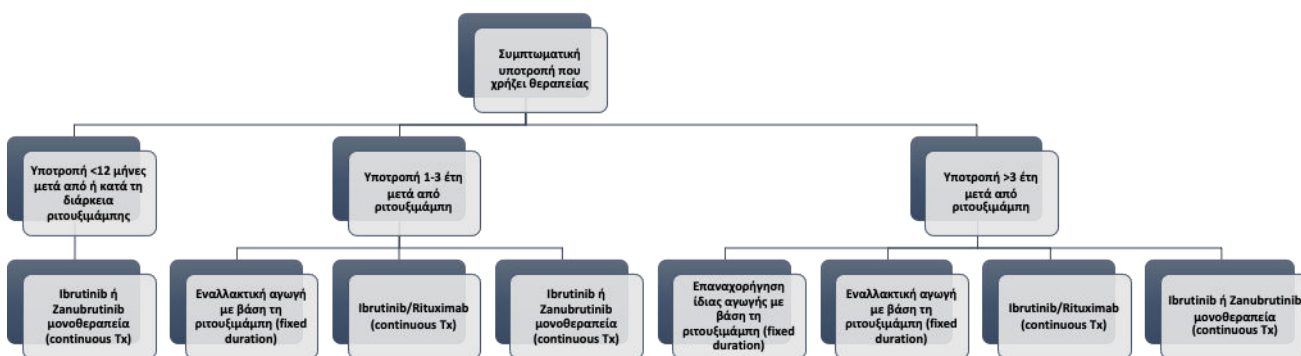 Συμπτωματική
υποτροπή που
χρήζει θεραπείας
Υποτροπή <12 μήνες
μετά από ή κατά τη
διάρκεια
ριτουξιμάμπης
Υποτροπή 1-3 έτη
μετά από
ριτουξιμάμπη
Υποτροπή >3 έτη
μετά από
ριτουξιμάμπη
Ibrutinib ή
Zanubrutinib
μονοθεραπεία
(continuous Tx)
Εναλλακτική αγωγή
με βάση τη
ριτουξιμάμπη (fixed
duration)
Ibrutinib/Rituximab
(continuous Tx)
Ibrutinib ή
Zanubrutinib
μονοθεραπεία
(continuous Tx)
Επαναχορήγηση
ίδιας αγωγής με
βάση τη
ριτουξιμάμπη (fixed
duration)
Εναλλακτική αγωγή
με βάση τη
ριτουξιμάμπη (fixed
duration)
Ibrutinib/Rituximab
(continuous Tx)
Ibrutinib ή Zanubrutinib
μονοθεραπεία
(continuous Tx)